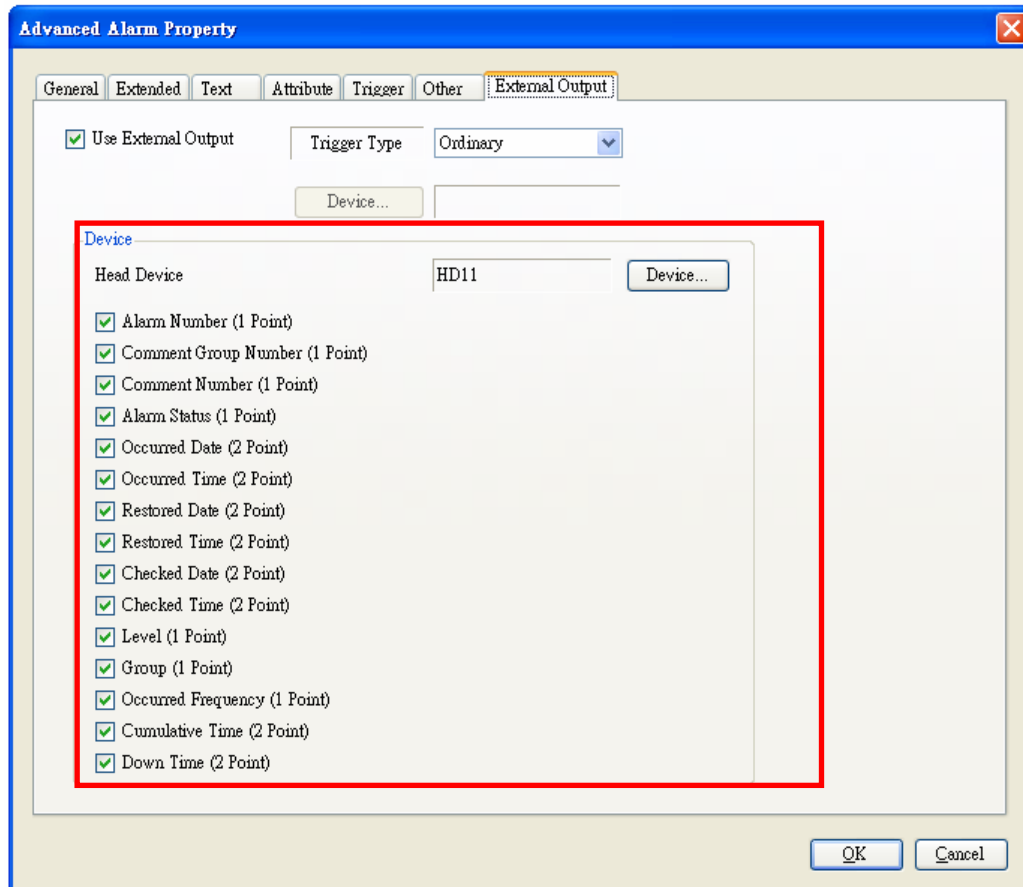 Advanced Alarm Property
General Extended Text Attribute Trigger Other External Output
Use External Output Trigger Type Ordinary
Device...
Device
Head Device HD11 Device...
Alarm Number (1 Point)
Comment Group Number (1 Point)
Comment Number (1 Point)
Alarm Status (1 Point)
Occurred Date (2 Point)
Occurred Time (2 Point)
Restored Date (2 Point)
Restored Time (2 Point)
Checked Date (2 Point)
Checked Time (2 Point)
Level (1 Point)
Group (1 Point)
Occurred Frequency (1 Point)
Cumulative Time (2 Point)
Down Time (2 Point)
OK Cancel